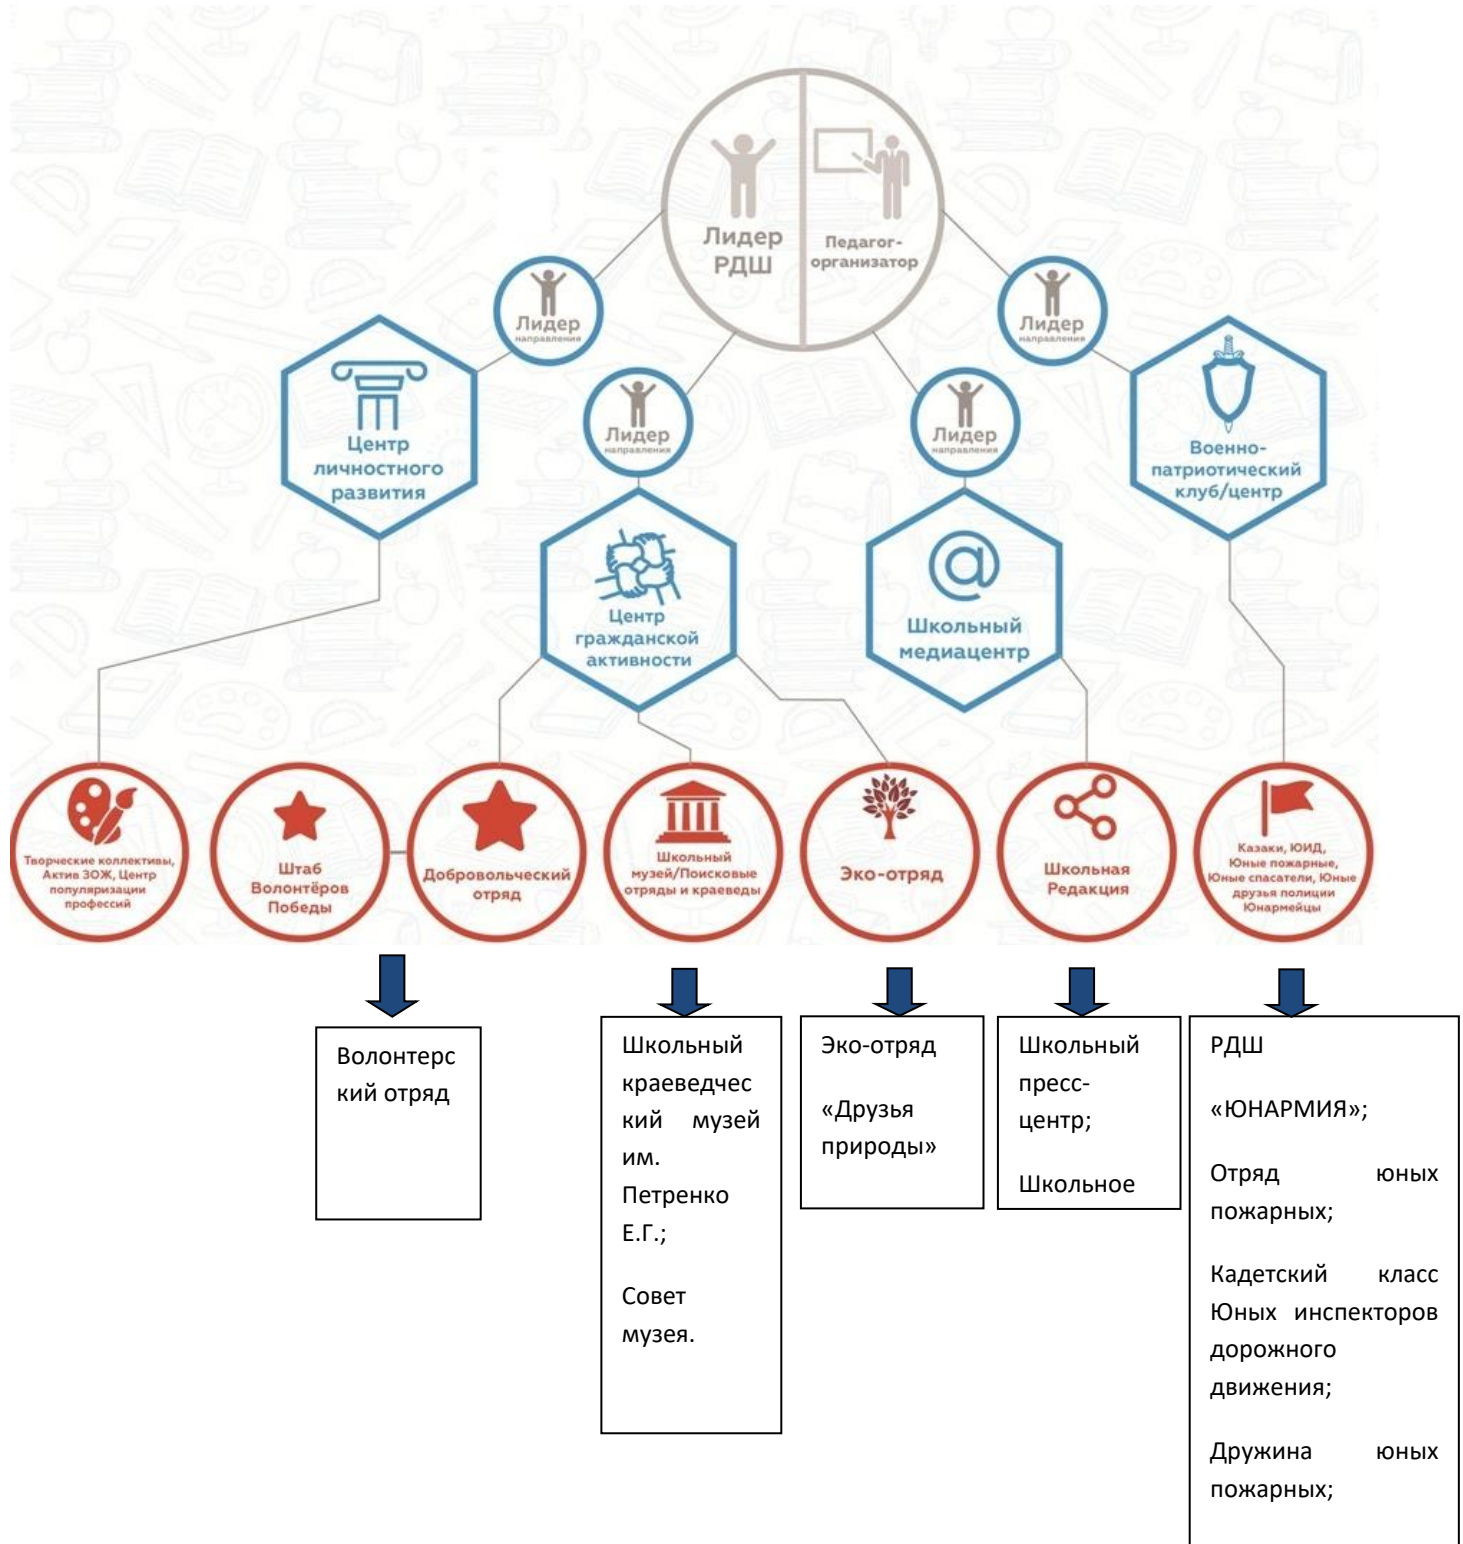 Лидер
РДШ
Педагог-
организатор
Лидер
направления
Лидер
направления
Лидер
направления
Лидер
направления
Центр
личностного
развития
Военно-
патриотический
клуб/центр
Центр
гражданской
активности
Школьный
медиацентр
Творческие коллективы,
Актив ЗОЖ, Центр
популяризации
профессий
Штаб
Волонтёров
Победы
Добровольческий
отряд
Школьный
музей/Поисковые
отряды и краеведы
Эко-отряд
Школьная
Редакция
Казаки, ЮИД,
Юные пожарные,
Юные спасатели, Юные
друзья полиции
Юнармейцы
Волонтерс
кий отряд
Школьный
краеведчес
кий музей
им.
Петренко
Е.Г.;
Совет
музея.
Эко-отряд
«Друзья
природы»
Школьный
пресс-
центр;
Школьное
РДШ
«ЮНАРМИЯ»;
Отряд юных
пожарных;
Кадетский класс
Юных инспекторов
дорожного
движения;
Дружина юных
пожарных;